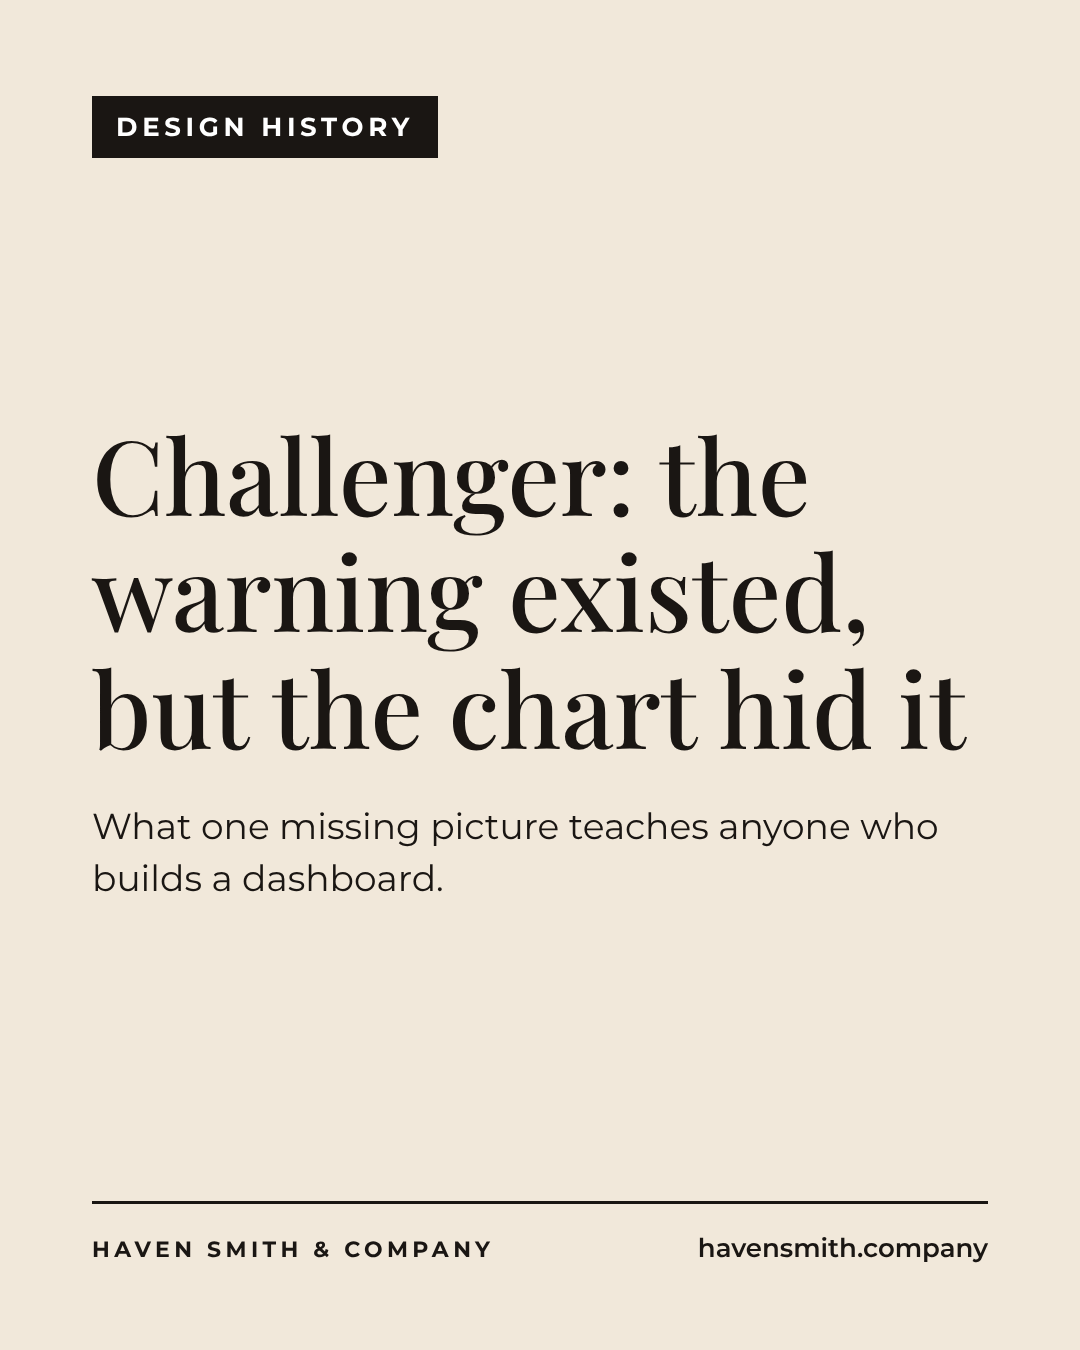 DESIGN HISTORY
Challenger: the
warning existed,
but the chart hid it
What one missing picture teaches anyone who
builds a dashboard.
HAVEN SMITH & COMPANY
havensmith.company